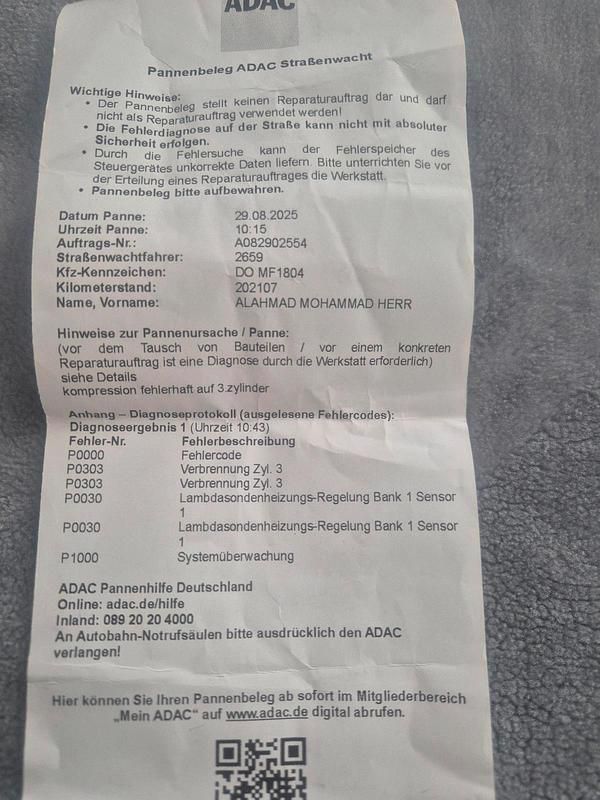 ADAC
Pannenbeleg ADAC Straßenwacht
Wichtige Hinweise:
• Der Pannenbeleg stellt keinen Reparaturauftrag dar und darf
nicht als Reparaturauftrag verwendet werden!
• Die Fehlerdiagnose auf der Straße kann nicht mit absoluter
Sicherheit erfolgen.
• Durch die Fehlersuche kann der Fehlerspeicher des
Steuergerätes unkorrekte Daten liefern. Bitte unterrichten Sie vor
der Erteilung eines Reparaturauftrages die Werkstatt.
• Pannenbeleg bitte aufbewahren.
Datum Panne: 29.08.2025
Uhrzeit Panne: 10:15
Auftrags-Nr.: A082902554
Straßenwachtfahrer: 2659
Kfz-Kennzeichen: DO MF1804
Kilometerstand: 202107
Name, Vorname: ALAHMAD MOHAMMAD HERR
Hinweise zur Pannenursache / Panne:
(vor dem Tausch von Bauteilen / vor einem konkreten
Reparaturauftrag ist eine Diagnose durch die Werkstatt erforderlich)
siehe Details
kompression fehlerhaft auf 3.zylinder
Anhang – Diagnoseprotokoll (ausgelesene Fehlercodes):
Diagnoseergebnis 1 (Uhrzeit 10:43)
Fehler-Nr. Fehlerbeschreibung
P0000 Fehlercode
P0303 Verbrennung Zyl. 3
P0303 Verbrennung Zyl. 3
P0030 Lambdasondenheizungs-Regelung Bank 1 Sensor
1
P0030 Lambdasondenheizungs-Regelung Bank 1 Sensor
1
P1000 Systemüberwachung
ADAC Pannenhilfe Deutschland
Online: adac.de/hilfe
Inland: 089 20 20 4000
An Autobahn-Notrufsäulen bitte ausdrücklich den ADAC
verlangen!
Hier können Sie Ihren Pannenbeleg ab sofort im Mitgliederbereich
„Mein ADAC“ auf www.adac.de digital abrufen.